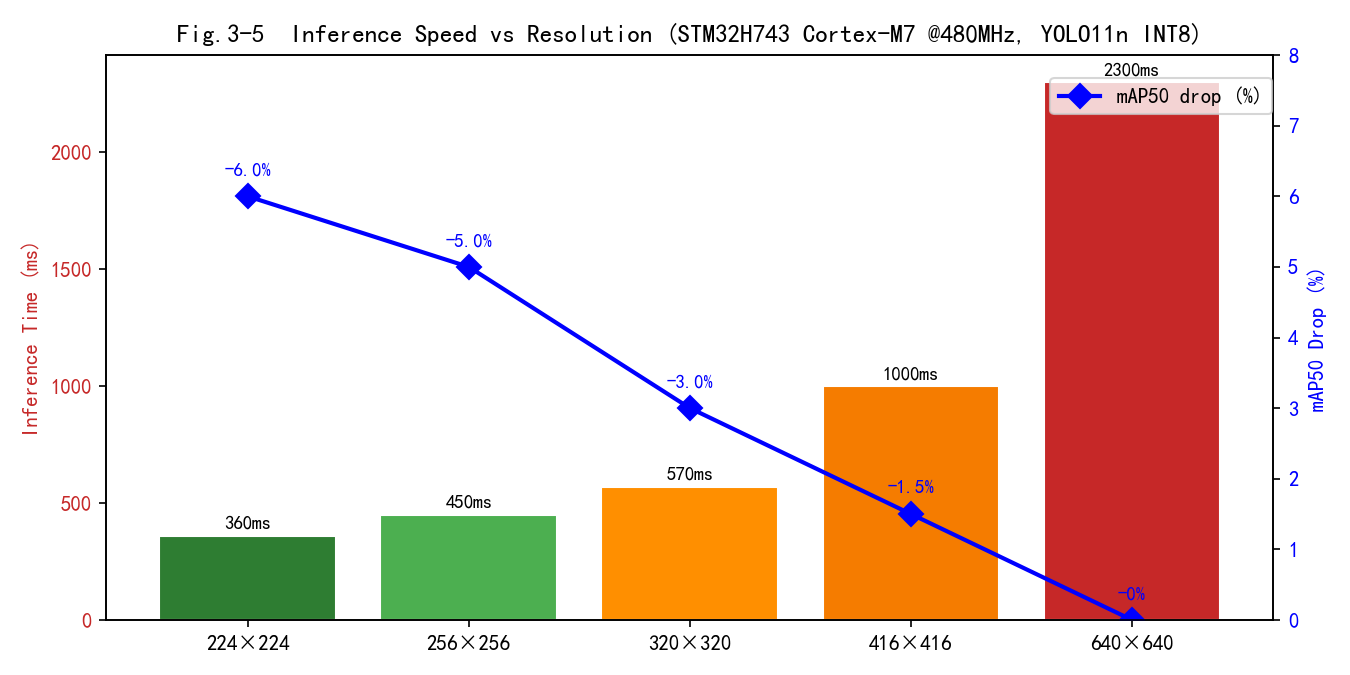 Fig.3-5  Inference Speed vs Resolution (STM32H743 Cortex-M7 @480MHz, YOLO11n INT8)
2300ms
mAP50 drop (%)
-6.0%
-5.0%
-3.0%
1000ms
570ms
-1.5%
450ms
360ms
-0%
Inference Time (ms)
2000
1500
1000
500
0
mAP50 Drop (%)
8
7
6
5
4
3
2
1
0
224×224
256×256
320×320
416×416
640×640